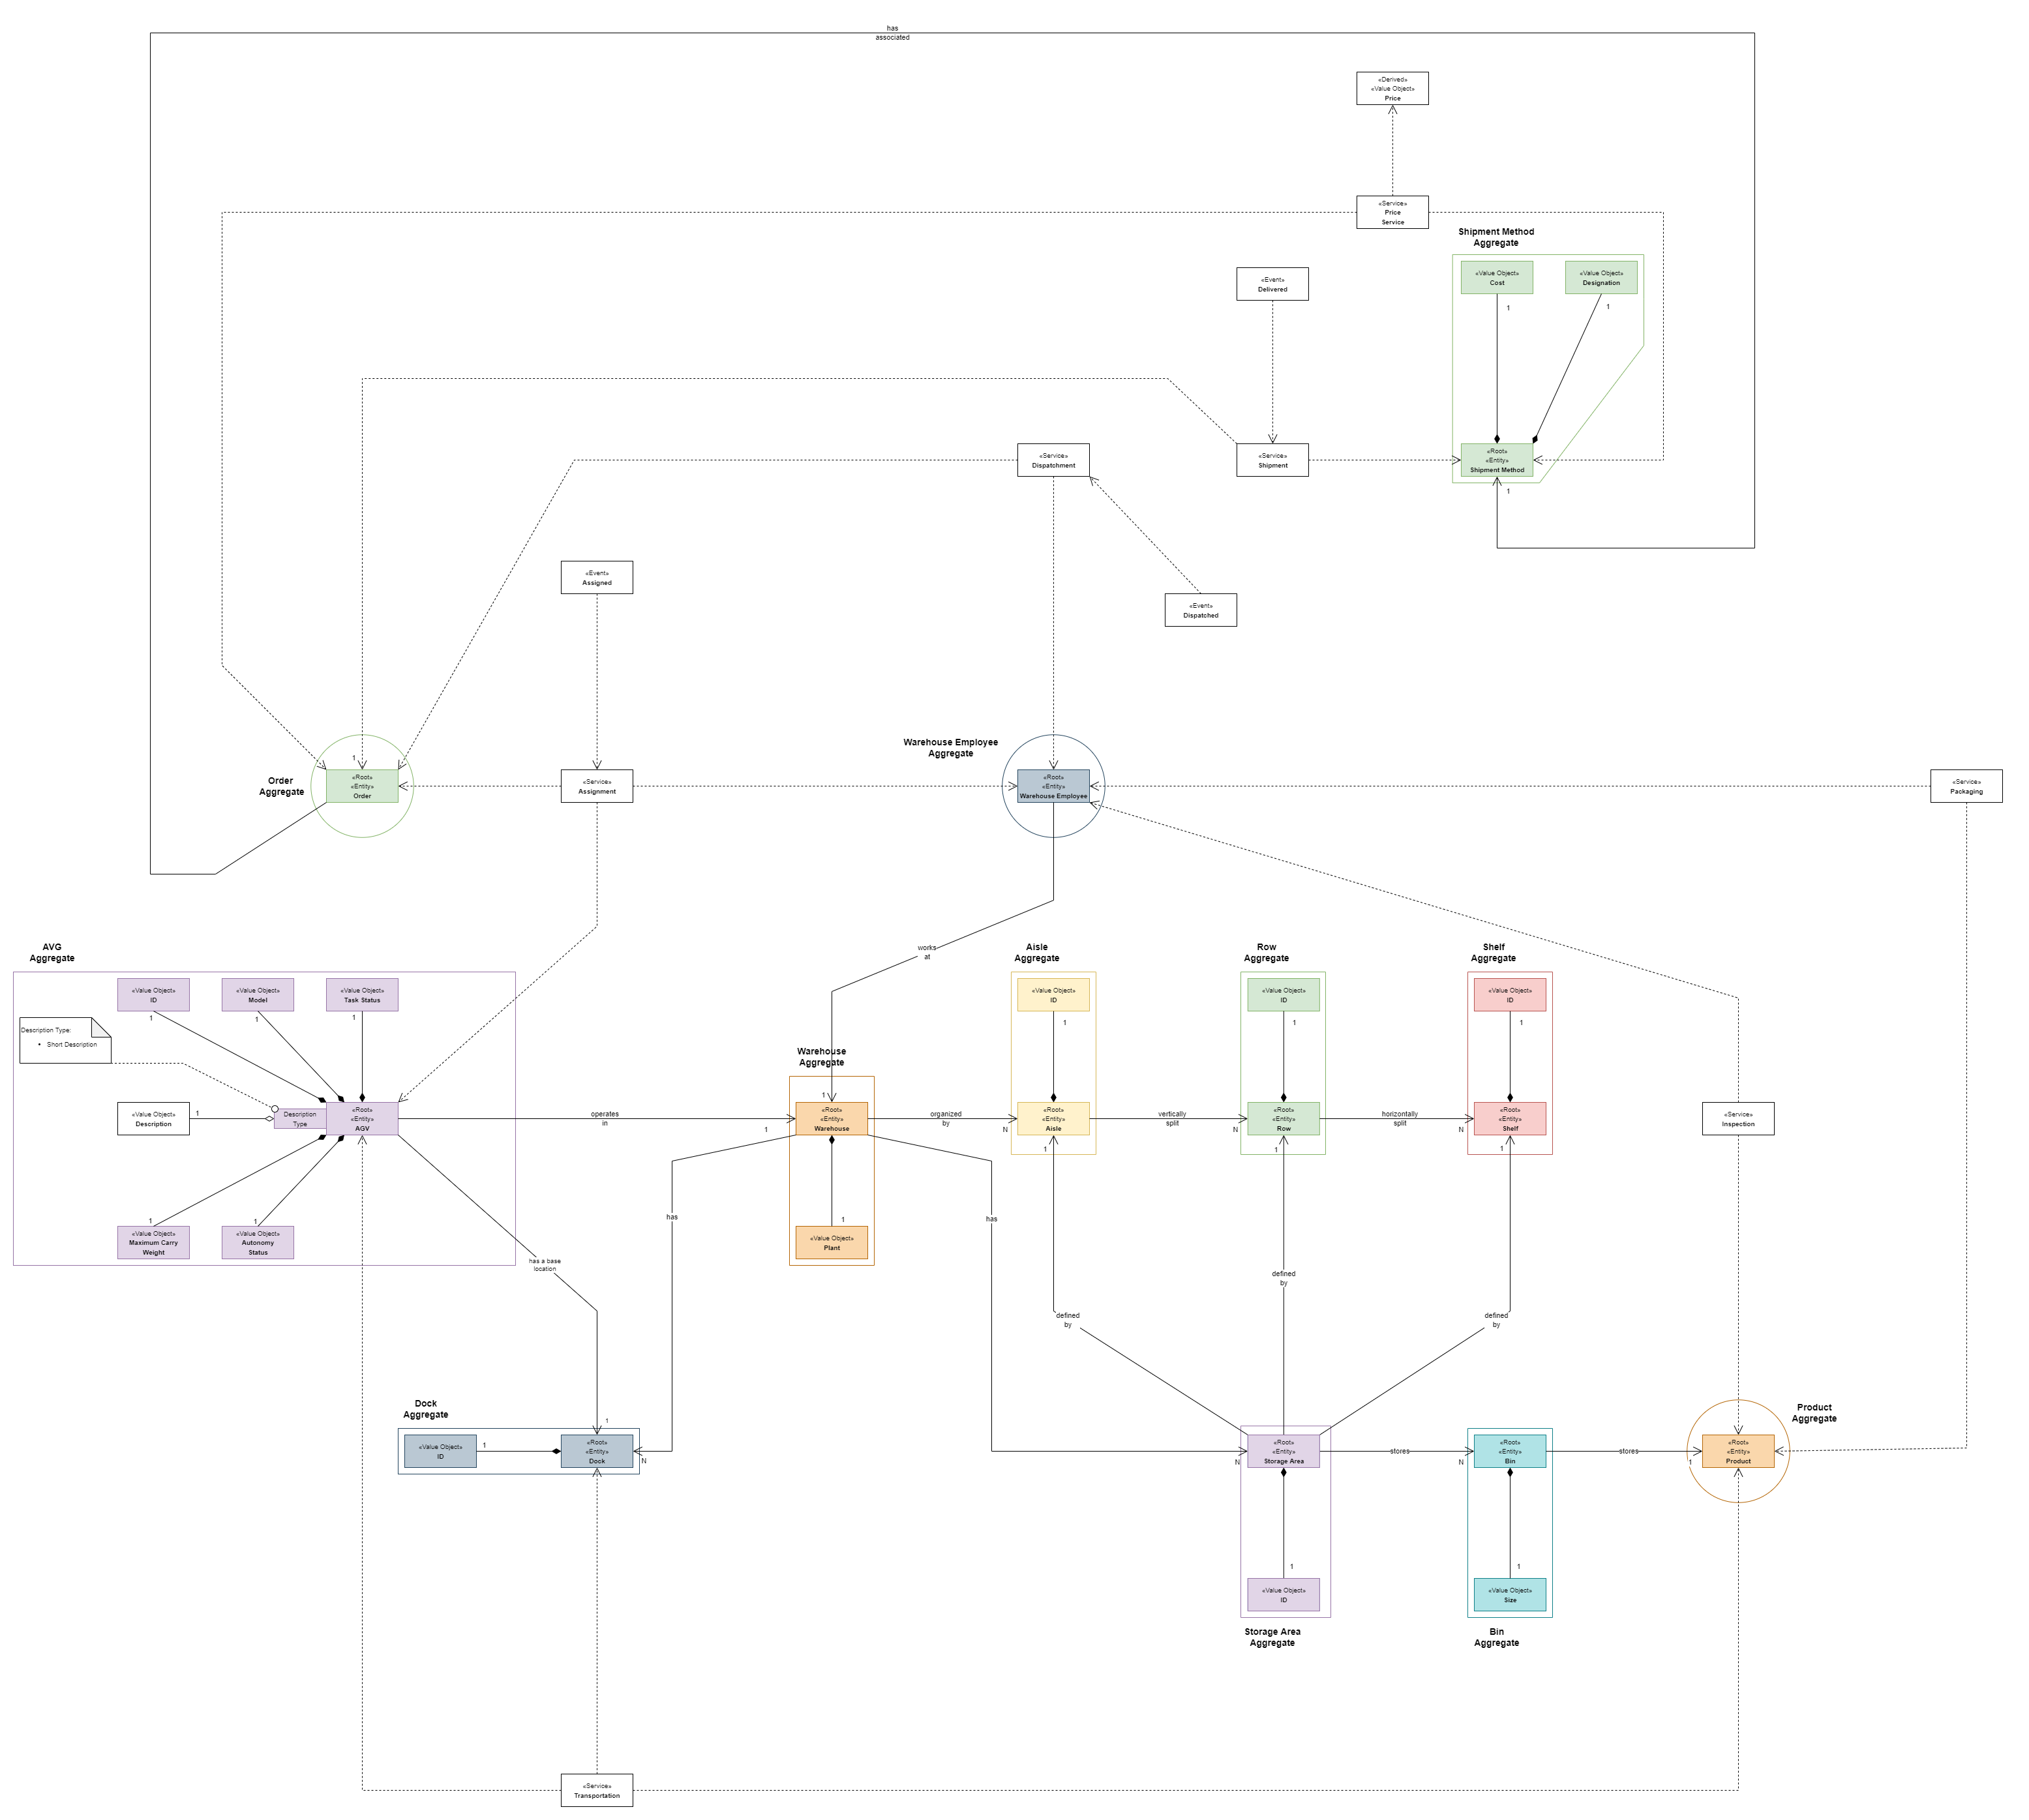 has
associated
«Derived»
«Value Object»
Price
«Service»
Price
Service
Shipment Method
Aggregate
«Value Object»
Cost
«Value Object»
Designation
1
1
«Event»
Delivered
«Service»
Dispatchment
«Service»
Shipment
«Root»
«Entity»
Shipment Method
1
«Event»
Assigned
«Event»
Dispatched
Order
Aggregate
1
«Root»
«Entity»
Order
«Service»
Assignment
Warehouse Employee
Aggregate
«Root»
«Entity»
Warehouse Employee
«Service»
Packaging
works
at
AVG
Aggregate
«Value Object»
ID
1
«Value Object»
Model
1
«Value Object»
Task Status
1
Description Type:
• Short Description
«Value Object»
Description
1
Description
Type
«Root»
«Entity»
AGV
operates
in
1
«Value Object»
Maximum Carry
Weight
1
«Value Object»
Autonomy
Status
1
has a base
location
Warehouse
Aggregate
1
«Root»
«Entity»
Warehouse
1
«Value Object»
Plant
organized
by
N
Aisle
Aggregate
«Value Object»
ID
1
«Root»
«Entity»
Aisle
1
vertically
split
N
Row
Aggregate
«Value Object»
ID
1
«Root»
«Entity»
Row
1
horizontally
split
N
Shelf
Aggregate
«Value Object»
ID
1
«Root»
«Entity»
Shelf
1
«Service»
Inspection
has
has
defined
by
defined
by
defined
by
Dock
Aggregate
«Value Object»
ID
1
1
«Root»
«Entity»
Dock
N
N
«Root»
«Entity»
Storage Area
stores
N
«Root»
«Entity»
Bin
stores
1
Product
Aggregate
«Root»
«Entity»
Product
1
«Value Object»
ID
Storage Area
Aggregate
1
«Value Object»
Size
Bin
Aggregate
«Service»
Transportation